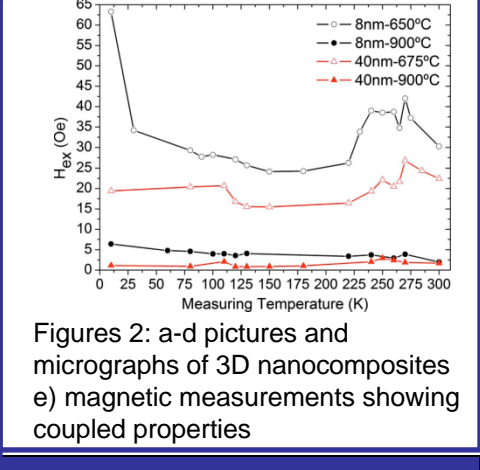 65
60
55
50
45
40
35
30
25
20
15
10
5
0
Hex (Oe)
8nm-650ºC
8nm-900ºC
40nm-675ºC
40nm-900ºC
0 25 50 75 100 125 150 175 200 225 250 275 300
Measuring Temperature (K)
Figures 2: a-d pictures and
micrographs of 3D nanocomposites
e) magnetic measurements showing
coupled properties